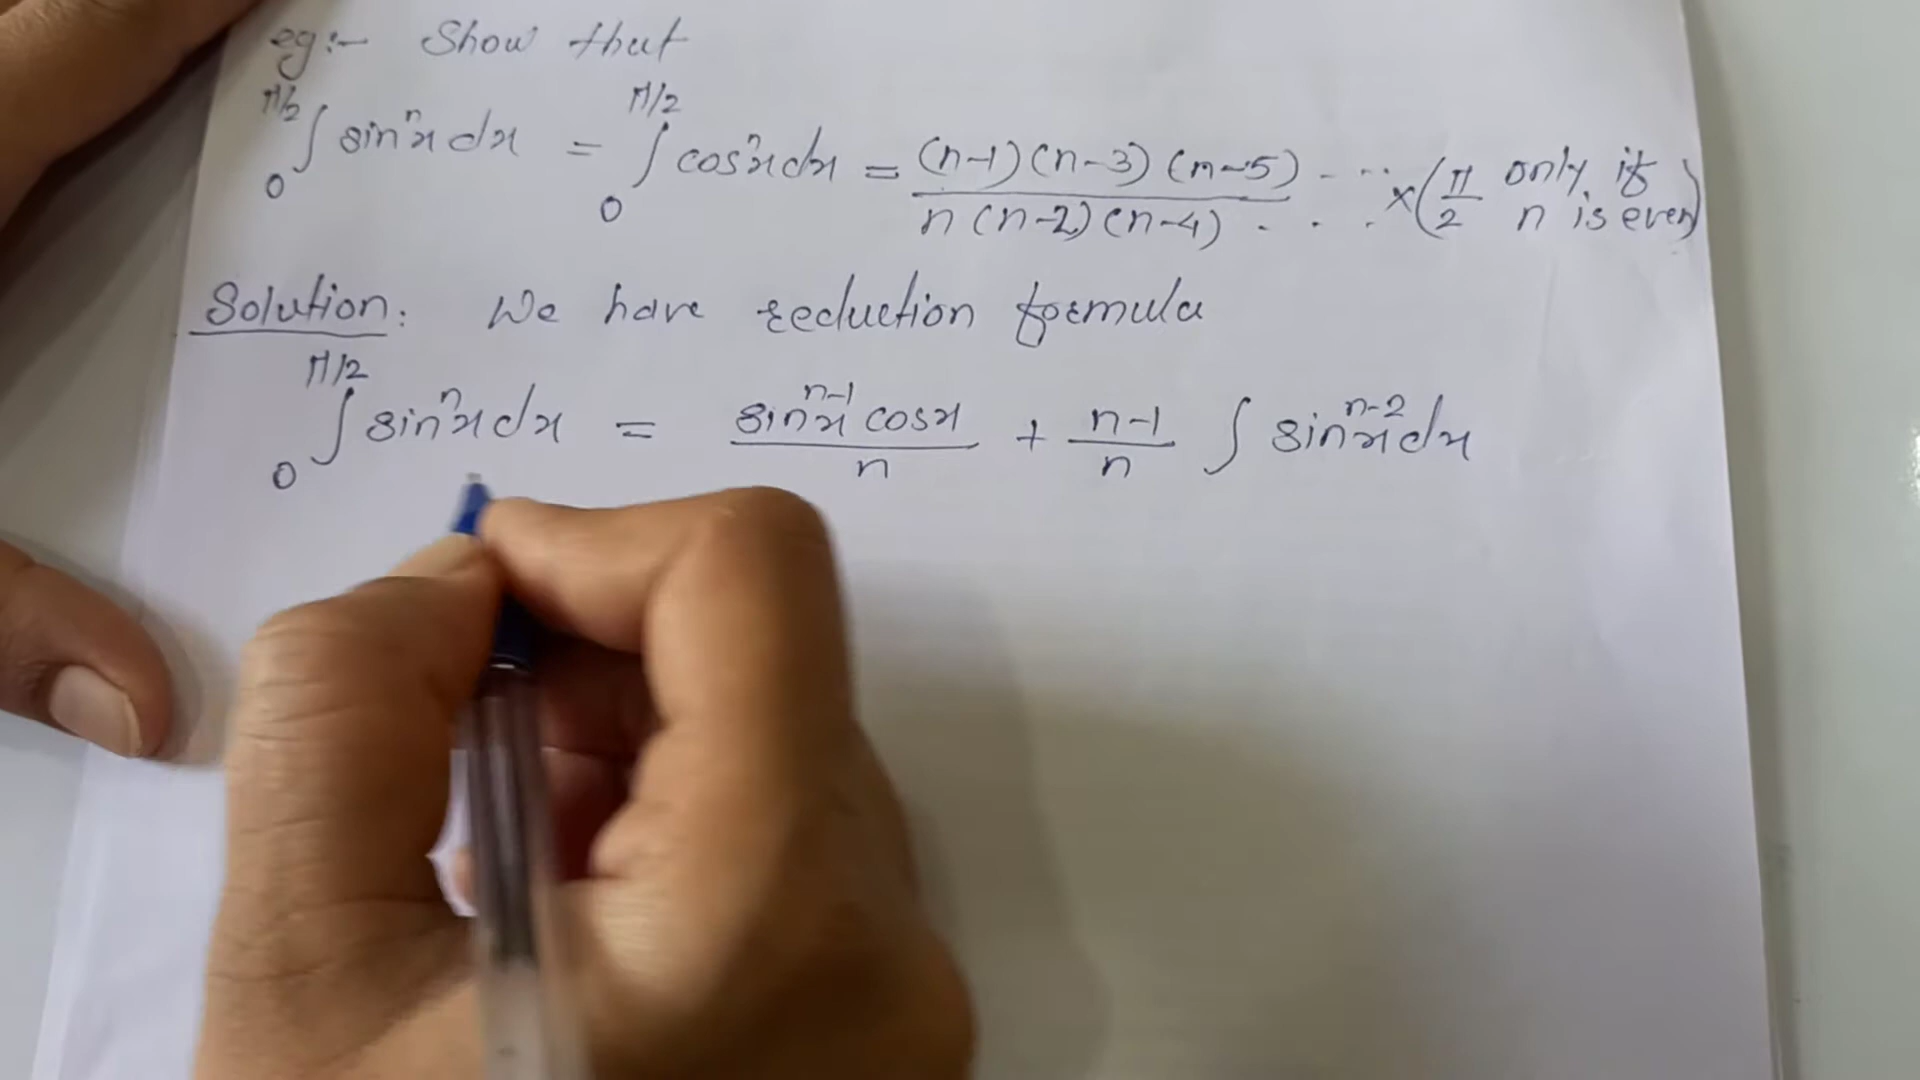 eg:- Show that
∫₀^(π/2) sinⁿx dx = ∫₀^(π/2) cosⁿx dx = (n-1)(n-3)(n-5)..... / n(n-2)(n-4).... × (π/2 only if n is even)
Solution: We have reduction formula
∫₀^(π/2) sinⁿx dx = sinⁿ⁻¹x cosx / n + n-1 / n ∫ sinⁿ⁻²x dx